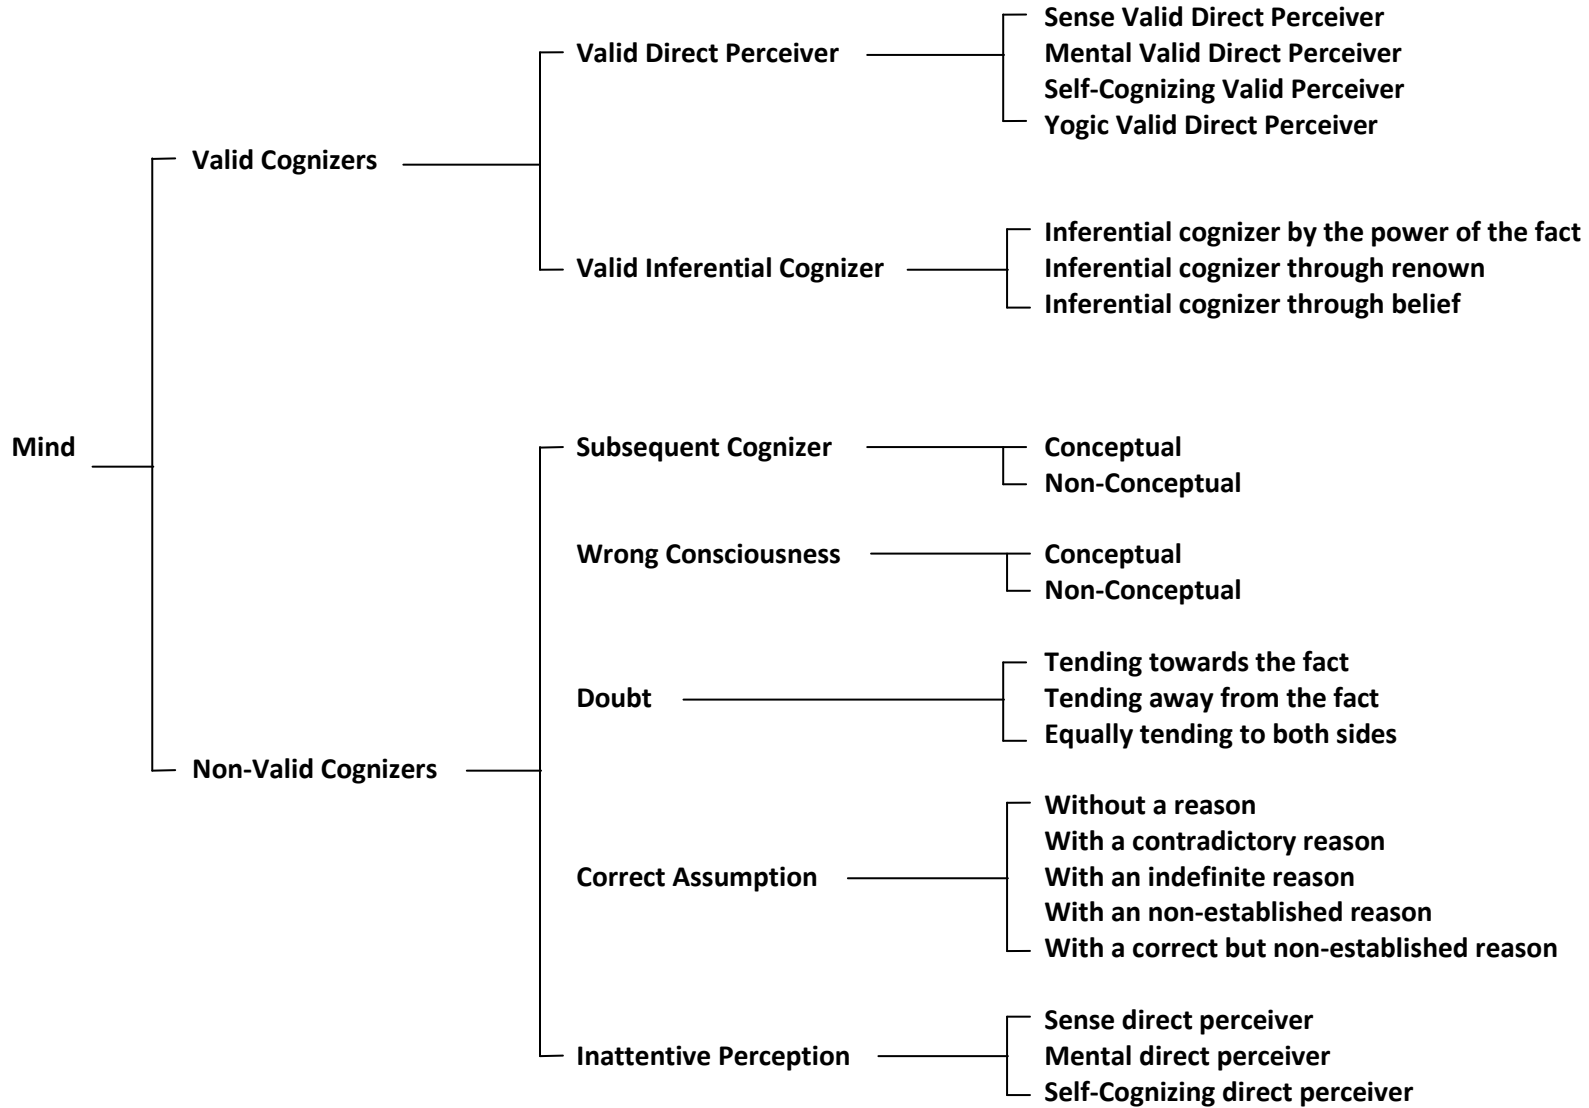 Mind
Valid Cognizers
Valid Direct Perceiver
Sense Valid Direct Perceiver
Mental Valid Direct Perceiver
Self-Cognizing Valid Perceiver
Yogic Valid Direct Perceiver
Valid Inferential Cognizer
Inferential cognizer by the power of the fact
Inferential cognizer through renown
Inferential cognizer through belief
Non-Valid Cognizers
Subsequent Cognizer
Conceptual
Non-Conceptual
Wrong Consciousness
Conceptual
Non-Conceptual
Doubt
Tending towards the fact
Tending away from the fact
Equally tending to both sides
Correct Assumption
Without a reason
With a contradictory reason
With an indefinite reason
With an non-established reason
With a correct but non-established reason
Inattentive Perception
Sense direct perceiver
Mental direct perceiver
Self-Cognizing direct perceiver